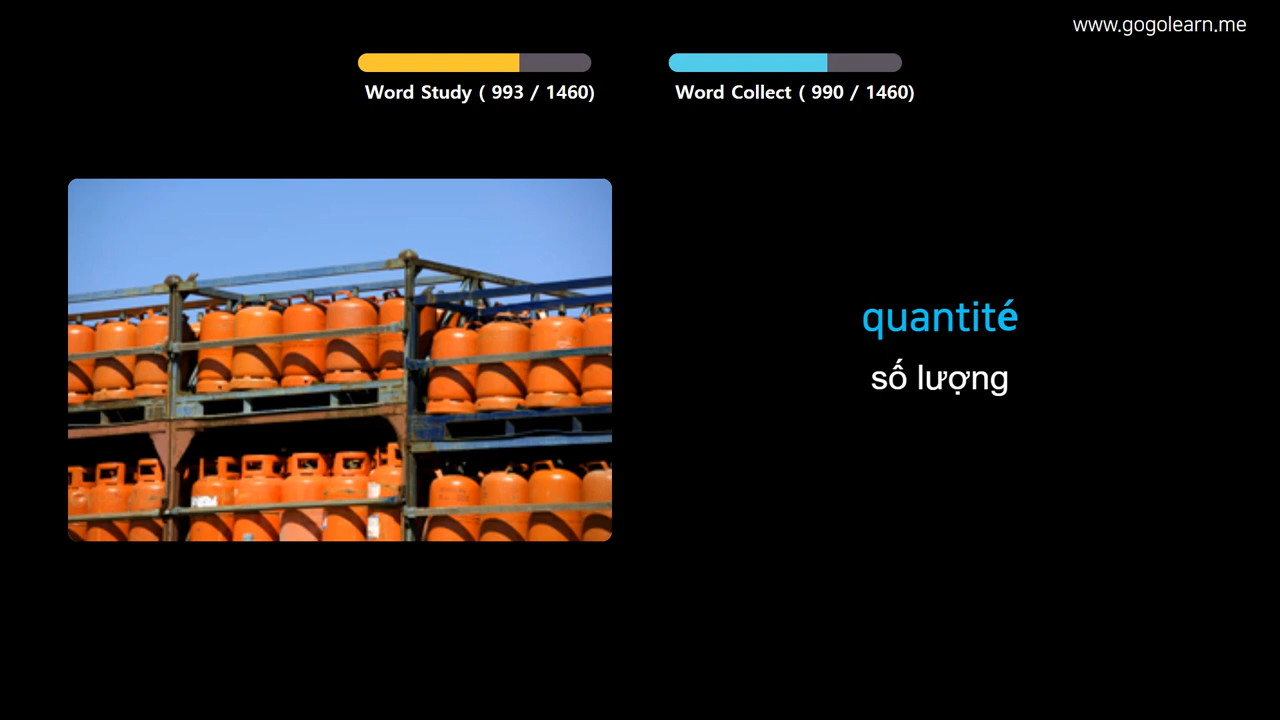 www.gogolearn.me
Word Study ( 993 / 1460)
Word Collect ( 990 / 1460)
quantité
số lượng